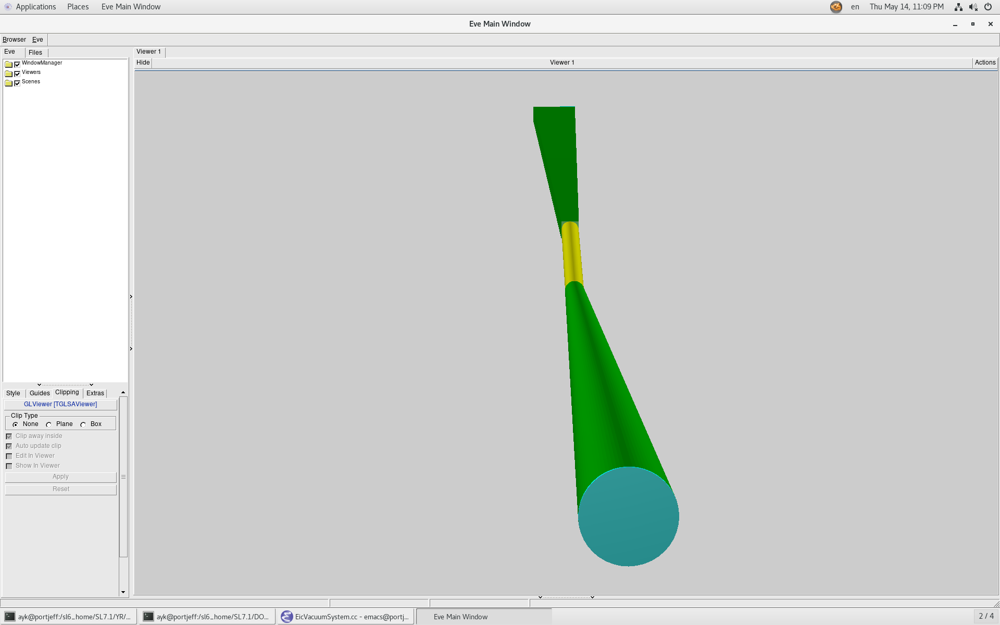 Applications Places Eve Main Window en Thu May 14, 11:09 PM
Eve Main Window
Browser Eve
Eve Files Viewer 1
Hide Viewer 1 Actions
WindowManager
Viewers
Scenes
Style Guides Clipping Extras
GLViewer [TGLSAViewer]
Clip Type
None Plane Box
Clip away inside
Auto update clip
Edit In Viewer
Show In Viewer
Apply
Reset
ayk@portjeff:/sl6_home/SL7.1/YR/... ayk@portjeff:/sl6_home/SL7.1/DO... EicVacuumSystem.cc - emacs@portj... Eve Main Window 2 / 4